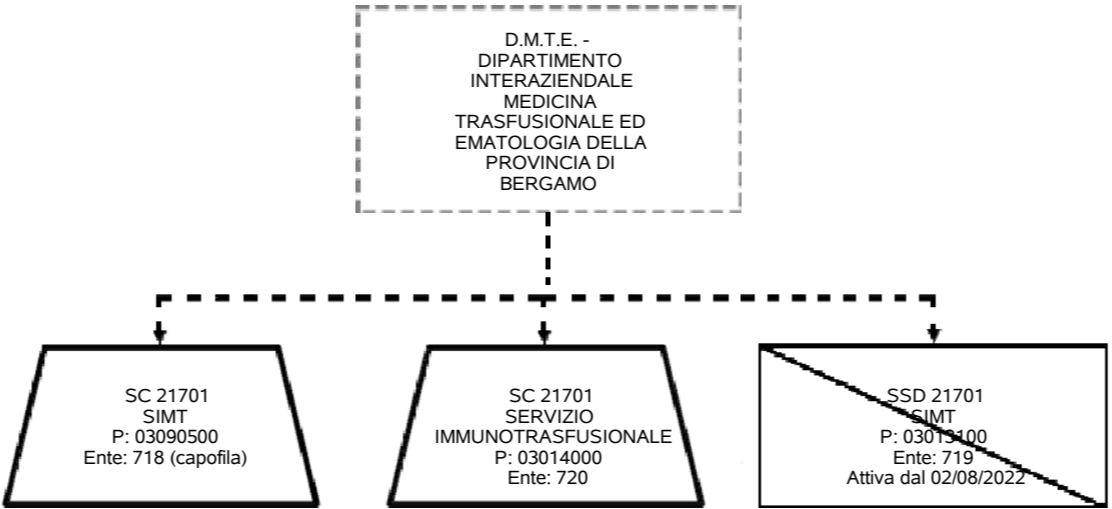 D.M.T.E. -
DIPARTIMENTO
INTERAZIENDALE
MEDICINA
TRASFUSIONALE ED
EMATOLOGIA DELLA
PROVINCIA DI
BERGAMO
SC 21701
SIMT
P: 03090500
Ente: 718 (capofila)
SC 21701
SERVIZIO
IMMUNOTRASFUSIONALE
P: 03014000
Ente: 720
SSD 21701
SIMT
P: 03013100
Ente: 719
Attiva dal 02/08/2022